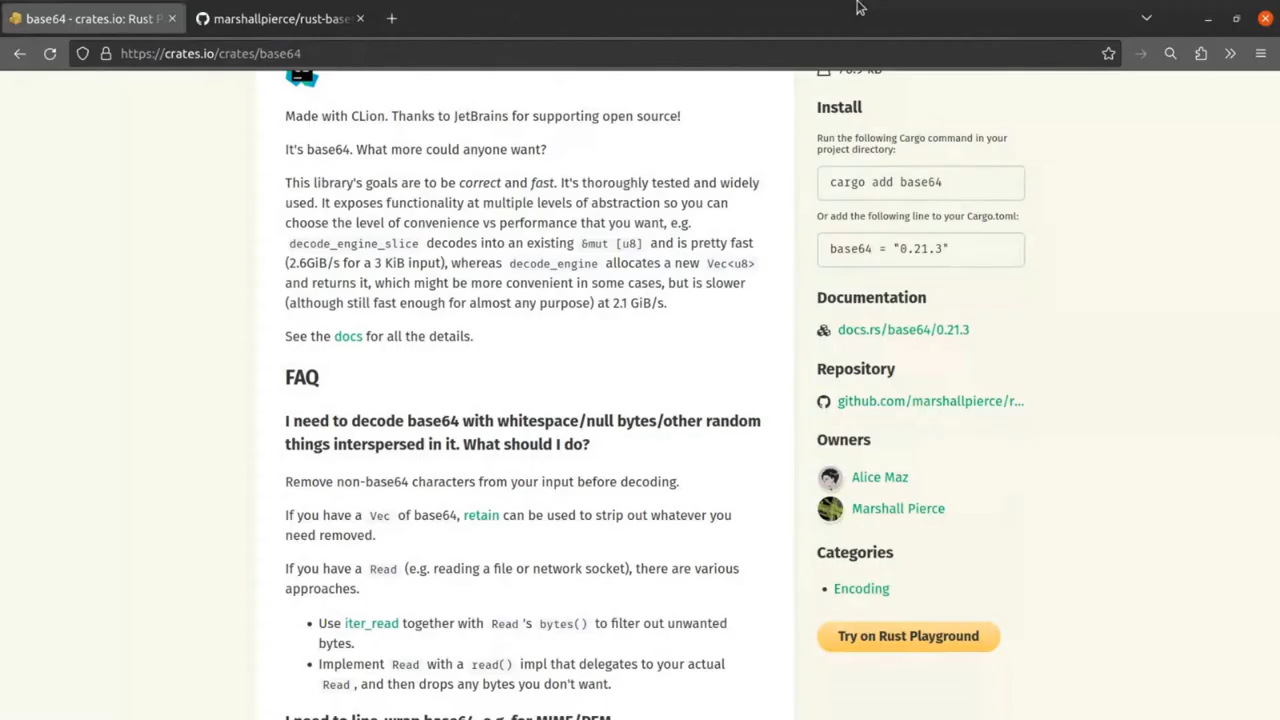 base64 - crates.io: Rust P
marshallpierce/rust-base
https://crates.io/crates/base64
Made with CLion. Thanks to JetBrains for supporting open source!
It's base64. What more could anyone want?
This library's goals are to be correct and fast. It's thoroughly tested and widely
used. It exposes functionality at multiple levels of abstraction so you can
choose the level of convenience vs performance that you want, e.g.
decode_engine_slice decodes into an existing &mut [u8] and is pretty fast
(2.6GiB/s for a 3 KiB input), whereas decode_engine allocates a new Vec<u8>
and returns it, which might be more convenient in some cases, but is slower
(although still fast enough for almost any purpose) at 2.1 GiB/s.
See the docs for all the details.
FAQ
I need to decode base64 with whitespace/null bytes/other random
things interspersed in it. What should I do?
Remove non-base64 characters from your input before decoding.
If you have a Vec of base64, retain can be used to strip out whatever you
need removed.
If you have a Read (e.g. reading a file or network socket), there are various
approaches.
• Use iter_read together with Read's bytes() to filter out unwanted
bytes.
• Implement Read with a read() impl that delegates to your actual
Read, and then drops any bytes you don't want.
I need to line-wrap base64, e.g. for MIME/PEM
Install
Run the following Cargo command in your
project directory:
cargo add base64
Or add the following line to your Cargo.toml:
base64 = "0.21.3"
Documentation
docs.rs/base64/0.21.3
Repository
github.com/marshallpierce/r...
Owners
Alice Maz
Marshall Pierce
Categories
• Encoding
Try on Rust Playground